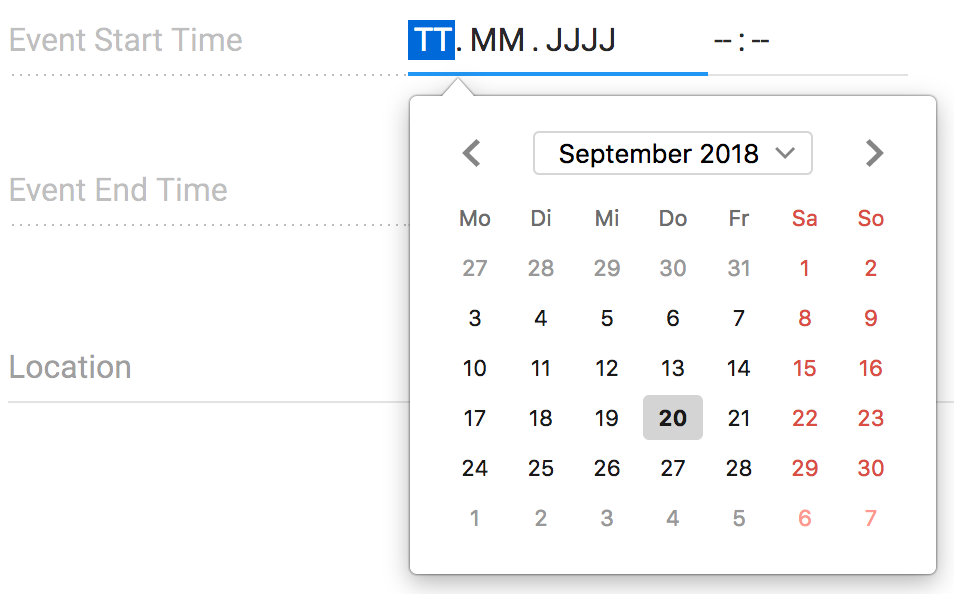 Event Start Time TT.MM.JJJJ --:--
September 2018
Event End Time
Mo Di Mi Do Fr Sa So
27 28 29 30 31 1 2
3 4 5 6 7 8 9
Location
10 11 12 13 14 15 16
17 18 19 20 21 22 23
24 25 26 27 28 29 30
1 2 3 4 5 6 7